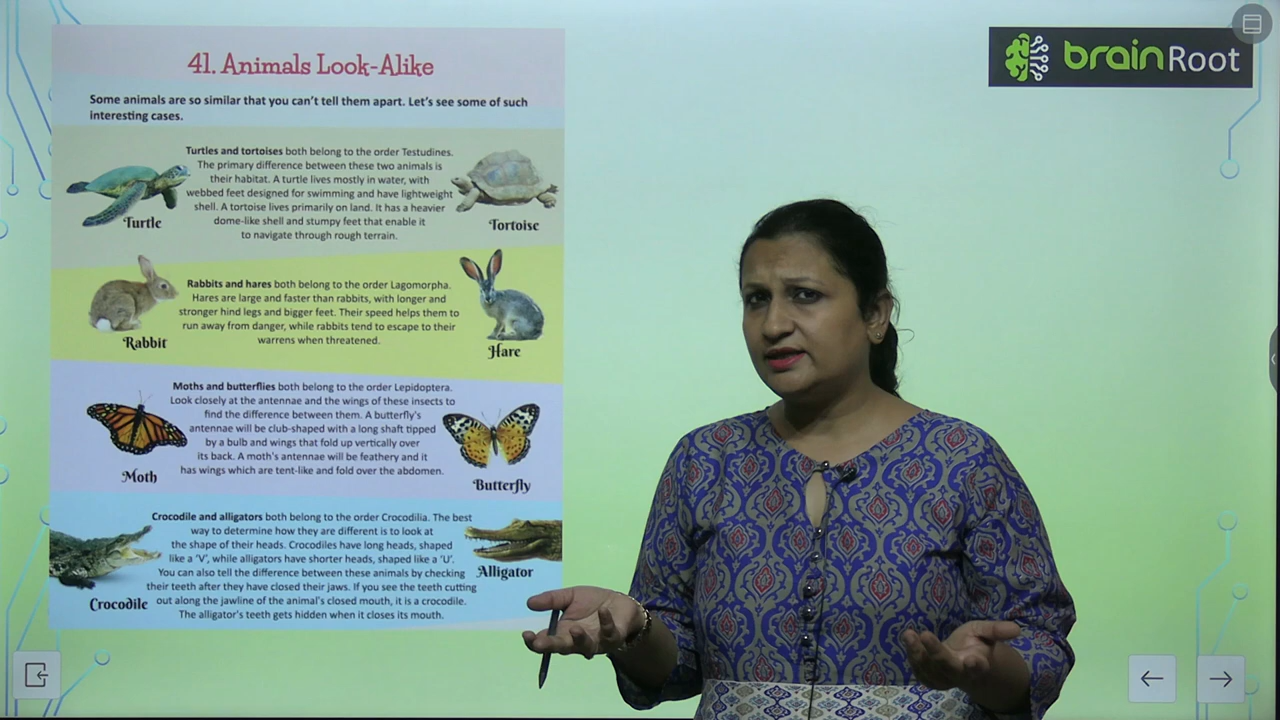 41. Animals Look-Alike
Some animals are so similar that you can't tell them apart. Let's see some of such
interesting cases.
Turtles and tortoises both belong to the order Testudines.
The primary difference between these two animals is
their habitat. A turtle lives mostly in water, with
webbed feet designed for swimming and have lightweight
shell. A tortoise lives primarily on land. It has a heavier
dome-like shell and stumpy feet that enable it
to navigate through rough terrain.
Turtle
Tortoise
Rabbits and hares both belong to the order Lagomorpha.
Hares are large and faster than rabbits, with longer and
stronger hind legs and bigger feet. Their speed helps them to
run away from danger, while rabbits tend to escape to their
warrens when threatened.
Rabbit
Hare
Moths and butterflies both belong to the order Lepidoptera.
Look closely at the antennae and the wings of these insects to
find the difference between them. A butterfly's
antennae will be club-shaped with a long shaft tipped
by a bulb and wings that fold up vertically over
its back. A moth's antennae will be feathery and it
has wings which are tent-like and fold over the abdomen.
Moth
Butterfly
Crocodile and alligators both belong to the order Crocodilia. The best
way to determine how they are different is to look at
the shape of their heads. Crocodiles have long heads, shaped
like a 'V', while alligators have shorter heads, shaped like a 'U'.
You can also tell the difference between these animals by checking
their teeth after they have closed their jaws. If you see the teeth cutting
out along the jawline of the animal's closed mouth, it is a crocodile.
The alligator's teeth gets hidden when it closes its mouth.
Crocodile
Alligator
brainRoot